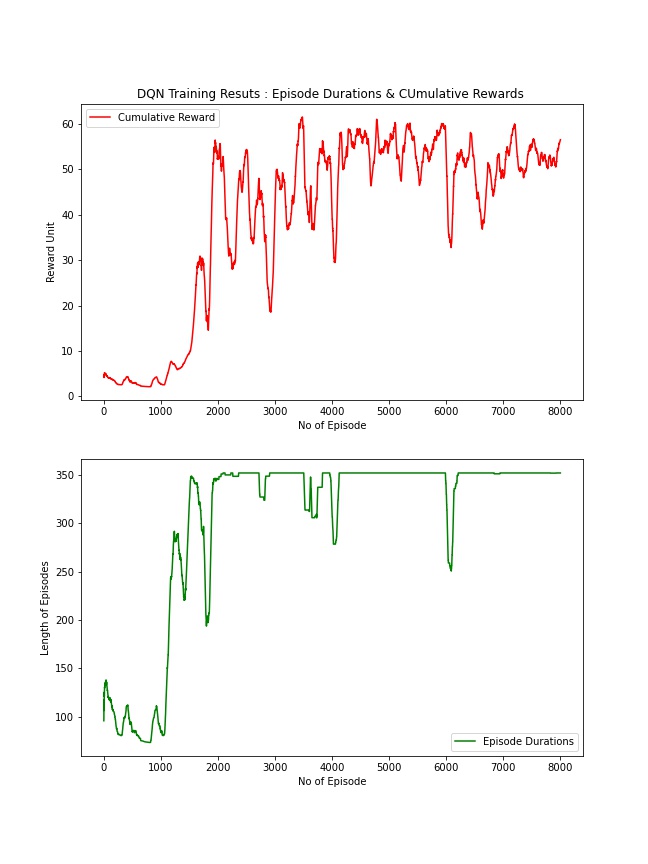 DQN Training Resuts : Episode Durations & CUmulative Rewards
Cumulative Reward
60
50
40
30
20
10
0
Reward Unit
0 1000 2000 3000 4000 5000 6000 7000 8000
No of Episode
350
300
250
200
150
100
Length of Episodes
Episode Durations
0 1000 2000 3000 4000 5000 6000 7000 8000
No of Episode